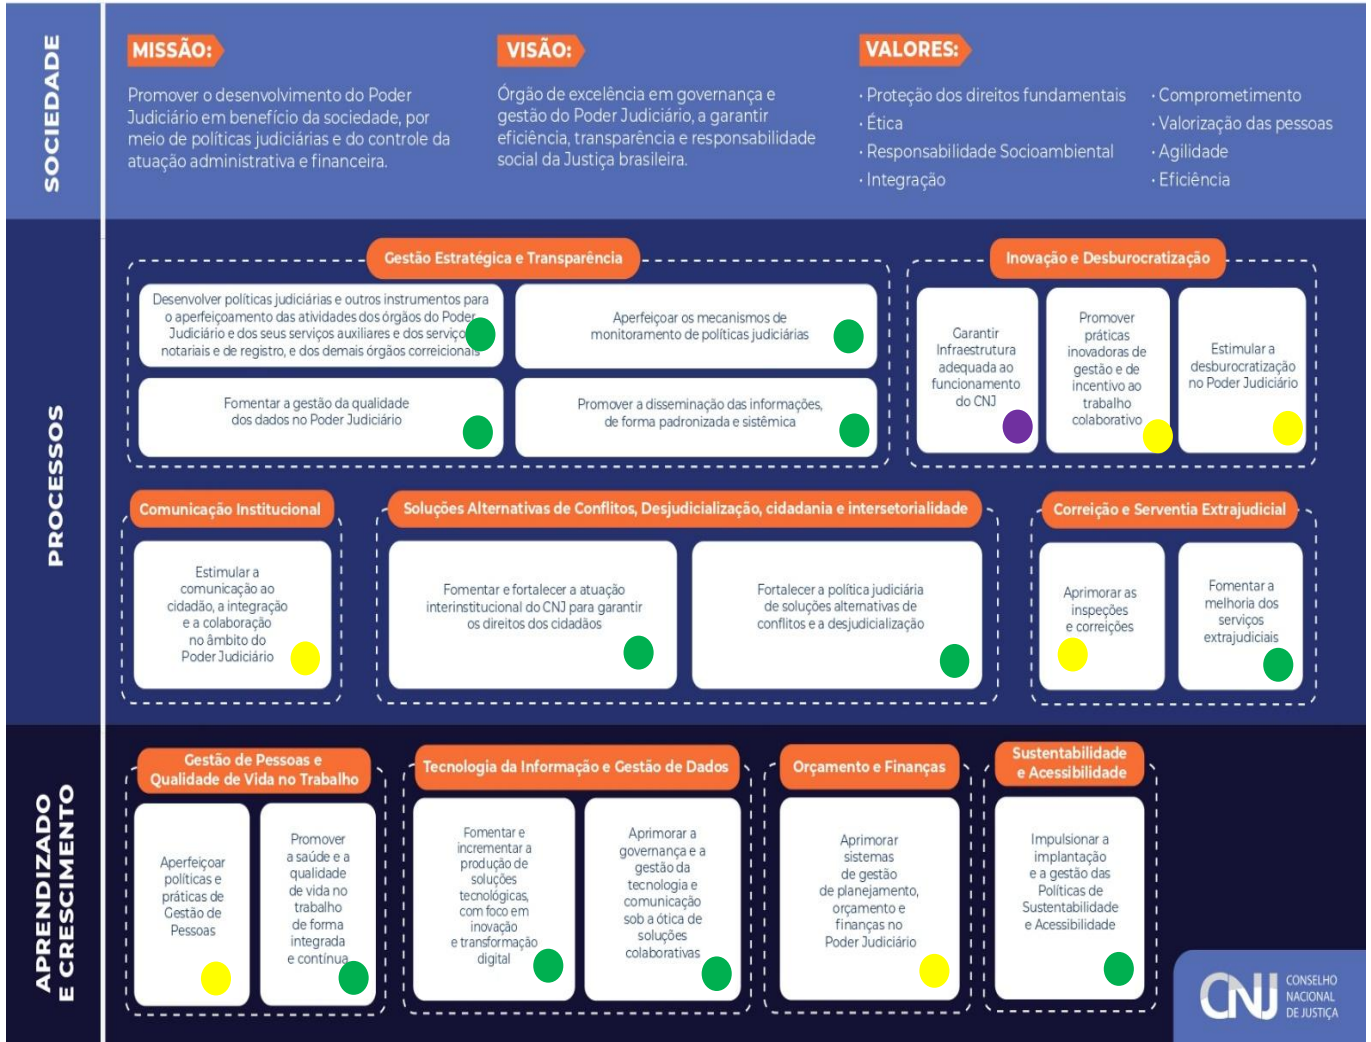 SOCIEDADE
MISSÃO:
Promover o desenvolvimento do Poder
Judiciário em benefício da sociedade, por
meio de políticas judiciárias e do controle da
atuação administrativa e financeira.
VISÃO:
Órgão de excelência em governança e
gestão do Poder Judiciário, a garantir
eficiência, transparência e responsabilidade
social da Justiça brasileira.
VALORES:
· Proteção dos direitos fundamentais
· Ética
· Responsabilidade Socioambiental
· Integração
· Comprometimento
· Valorização das pessoas
· Agilidade
· Eficiência
PROCESSOS
Gestão Estratégica e Transparência
Desenvolver políticas judiciárias e outros instrumentos para
o aperfeiçoamento das atividades dos órgãos do Poder
Judiciário e dos seus serviços auxiliares e dos serviços
notariais e de registro, e dos demais órgãos correicionais
Aperfeiçoar os mecanismos de
monitoramento de políticas judiciárias
Fomentar a gestão da qualidade
dos dados no Poder Judiciário
Promover a disseminação das informações,
de forma padronizada e sistêmica
Inovação e Desburocratização
Garantir
Infraestrutura
adequada ao
funcionamento
do CNJ
Promover
práticas
inovadoras de
gestão e de
incentivo ao
trabalho
colaborativo
Estimular a
desburocratização
no Poder Judiciário
Comunicação Institucional
Estimular a
comunicação ao
cidadão, a integração
e a colaboração
no âmbito do
Poder Judiciário
Soluções Alternativas de Conflitos, Desjudicialização, cidadania e intersetorialidade
Fomentar e fortalecer a atuação
interinstitucional do CNJ para garantir
os direitos dos cidadãos
Fortalecer a política judiciária
de soluções alternativas de
conflitos e a desjudicialização
Correição e Serventia Extrajudicial
Aprimorar as
inspeções
e correições
Fomentar a
melhoria dos
serviços
extrajudiciais
APRENDIZADO
E CRESCIMENTO
Gestão de Pessoas e
Qualidade de Vida no Trabalho
Aperfeiçoar
políticas e
práticas de
Gestão de
Pessoas
Promover
a saúde e a
qualidade
de vida no
trabalho
de forma
integrada
e contínua
Tecnologia da Informação e Gestão de Dados
Fomentar e
incrementar a
produção de
soluções
tecnológicas,
com foco em
inovação
e transformação
digital
Aprimorar a
governança e a
gestão da
tecnologia e
comunicação
sob a ótica de
soluções
colaborativas
Orçamento e Finanças
Aprimorar
sistemas
de gestão
de planejamento,
orçamento e
finanças no
Poder Judiciário
Sustentabilidade
e Acessibilidade
Impulsionar a
implantação
e a gestão das
Políticas de
Sustentabilidade
e Acessibilidade
CNJ
CONSELHO
NACIONAL
DE JUSTIÇA